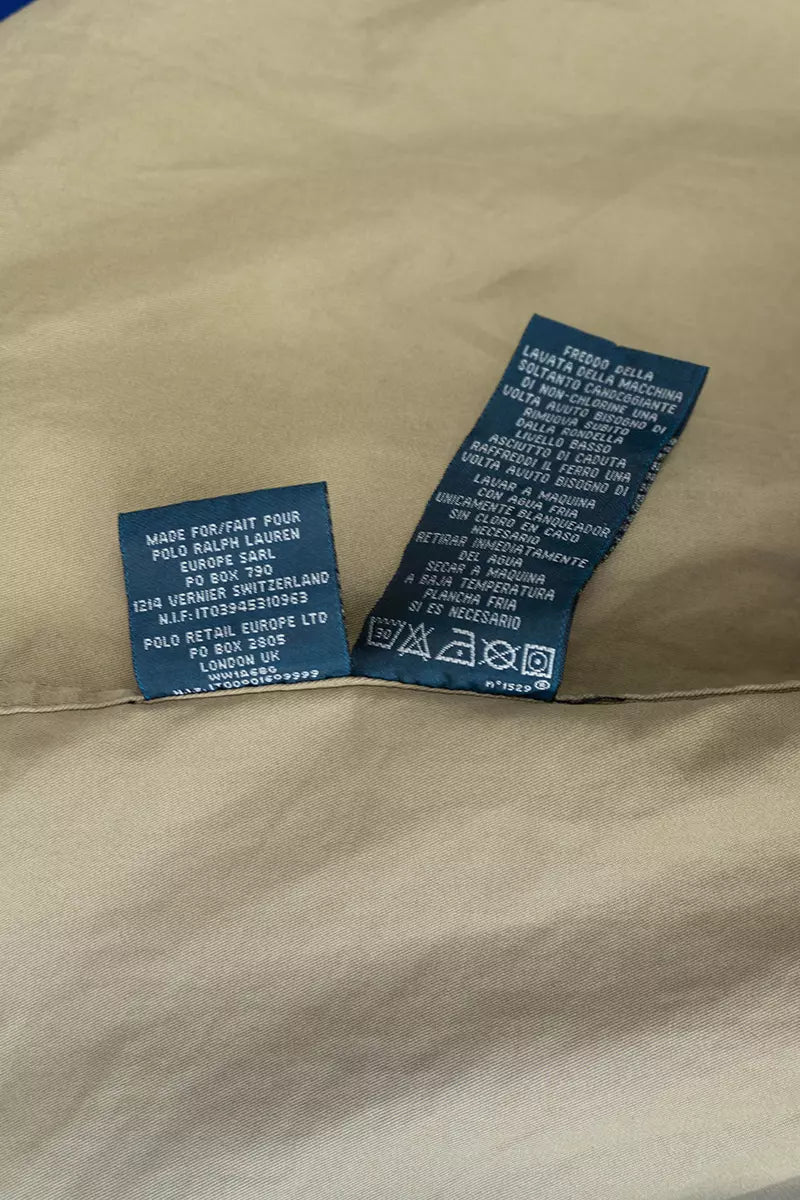 MADE FOR/FAIT POUR
POLO RALPH LAUREN
EUROPE SARL
PO BOX 790
1214 VERNIER SWITZERLAND
N.I.F:IT03945310963
POLO RETAIL EUROPE LTD
PO BOX 2805
LONDON UK
WW1A68G
N.I.F:IT00901609999
FREDDO DELLA
LAVATA DELLA MACCHINA
SOLTANTO CANDEGGIANTE
DI NON-CHLORINE UNA
VOLTA AVUTO BISOGNO DI
RIMUOVA SUBITO
DALLA RONDELLA
LIVELLO BASSO
ASCIUTTO DI CADUTA
RAFFREDDI IL FERRO UNA
VOLTA AVUTO BISOGNO DI
LAVAR A MAQUINA
CON AGUA FRIA
UNICAMENTE BLANQUEADOR
SIN CLORO EN CASO
NECESARIO
RETIRAR INMEDIATAMENTE
DEL AGUA
SECAR A MAQUINA
A BAJA TEMPERATURA
PLANCHA FRIA
SI ES NECESARIO
30
n°1529 ®